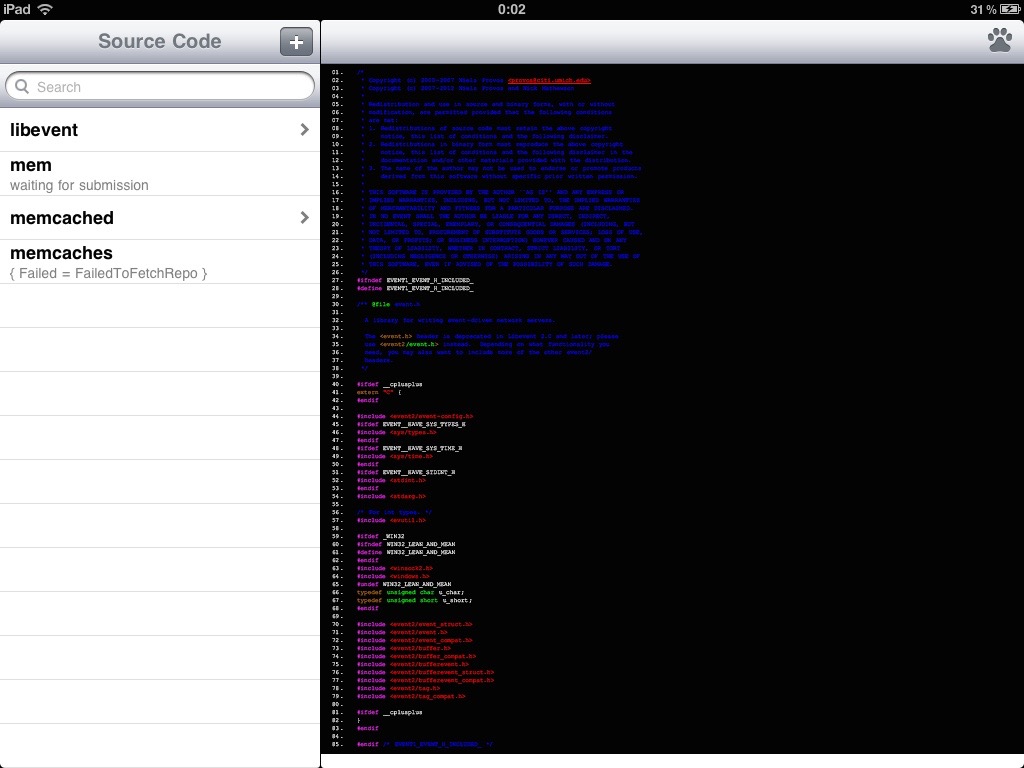 iPad
0:02
31 %
Source Code
+
Search
libevent
mem
waiting for submission
memcached
memcaches
{ Failed = FailedToFetchRepo }
01. /*
02. * Copyright (c) 2000-2007 Niels Provos <provos@citi.umich.edu>
03. * Copyright (c) 2007-2012 Niels Provos and Nick Mathewson
04. *
05. * Redistribution and use in source and binary forms, with or without
06. * modification, are permitted provided that the following conditions
07. * are met:
08. * 1. Redistributions of source code must retain the above copyright
09. *    notice, this list of conditions and the following disclaimer.
10. * 2. Redistributions in binary form must reproduce the above copyright
11. *    notice, this list of conditions and the following disclaimer in the
12. *    documentation and/or other materials provided with the distribution.
13. * 3. The name of the author may not be used to endorse or promote products
14. *    derived from this software without specific prior written permission.
15. *
16. * THIS SOFTWARE IS PROVIDED BY THE AUTHOR ``AS IS'' AND ANY EXPRESS OR
17. * IMPLIED WARRANTIES, INCLUDING, BUT NOT LIMITED TO, THE IMPLIED WARRANTIES
18. * OF MERCHANTABILITY AND FITNESS FOR A PARTICULAR PURPOSE ARE DISCLAIMED.
19. * IN NO EVENT SHALL THE AUTHOR BE LIABLE FOR ANY DIRECT, INDIRECT,
20. * INCIDENTAL, SPECIAL, EXEMPLARY, OR CONSEQUENTIAL DAMAGES (INCLUDING, BUT
21. * NOT LIMITED TO, PROCUREMENT OF SUBSTITUTE GOODS OR SERVICES; LOSS OF USE,
22. * DATA, OR PROFITS; OR BUSINESS INTERRUPTION) HOWEVER CAUSED AND ON ANY
23. * THEORY OF LIABILITY, WHETHER IN CONTRACT, STRICT LIABILITY, OR TORT
24. * (INCLUDING NEGLIGENCE OR OTHERWISE) ARISING IN ANY WAY OUT OF THE USE OF
25. * THIS SOFTWARE, EVEN IF ADVISED OF THE POSSIBILITY OF SUCH DAMAGE.
26. */
27. #ifndef EVENT1_EVENT_H_INCLUDED_
28. #define EVENT1_EVENT_H_INCLUDED_
29.
30. /** @file event.h
31.
32. A library for writing event-driven network servers.
33.
34. The <event.h> header is deprecated in Libevent 2.0 and later; please
35. use <event2/event.h> instead. Depending on what functionality you
36. need, you may also want to include more of the other event2/
37. headers.
38. */
39.
40. #ifdef __cplusplus
41. extern "C" {
42. #endif
43.
44. #include <event2/event-config.h>
45. #ifdef EVENT__HAVE_SYS_TYPES_H
46. #include <sys/types.h>
47. #endif
48. #ifdef EVENT__HAVE_SYS_TIME_H
49. #include <sys/time.h>
50. #endif
51. #ifdef EVENT__HAVE_STDINT_H
52. #include <stdint.h>
53. #endif
54. #include <stdarg.h>
55.
56. /* For int types. */
57. #include <evutil.h>
58.
59. #ifdef _WIN32
60. #ifndef WIN32_LEAN_AND_MEAN
61. #define WIN32_LEAN_AND_MEAN
62. #endif
63. #include <winsock2.h>
64. #include <windows.h>
65. #undef WIN32_LEAN_AND_MEAN
66. typedef unsigned char u_char;
67. typedef unsigned short u_short;
68. #endif
69.
70. #include <event2/event_struct.h>
71. #include <event2/event.h>
72. #include <event2/event_compat.h>
73. #include <event2/buffer.h>
74. #include <event2/buffer_compat.h>
75. #include <event2/bufferevent.h>
76. #include <event2/bufferevent_struct.h>
77. #include <event2/bufferevent_compat.h>
78. #include <event2/tag.h>
79. #include <event2/tag_compat.h>
80.
81. #ifdef __cplusplus
82. }
83. #endif
84.
85. #endif /* EVENT1_EVENT_H_INCLUDED_ */